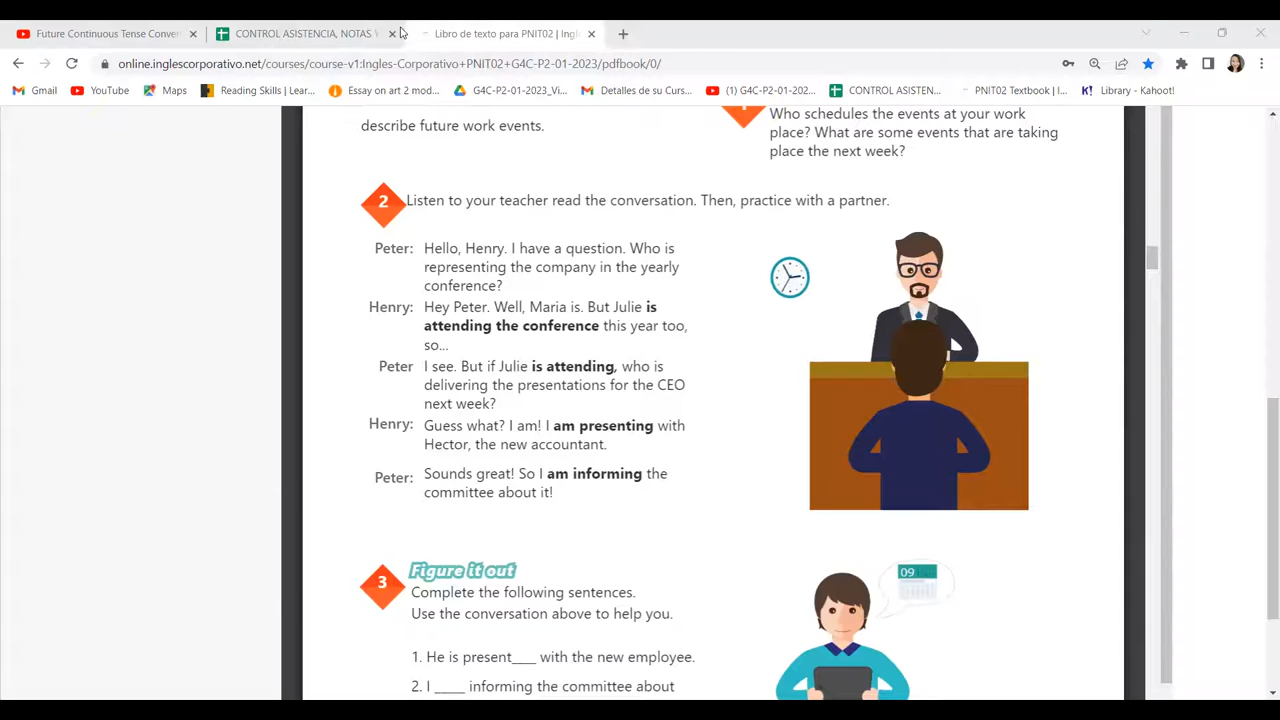 Future Continuous Tense Conver
CONTROL ASISTENCIA, NOTAS Y
Libro de texto para PNIT02 | Ingl
online.inglescorporativo.net/courses/course-v1:Ingles-Corporativo+PNIT02+G4C-P2-01-2023/pdfbook/0/
Gmail
YouTube
Maps
Reading Skills | Lear...
Essay on art 2 mod...
G4C-P2-01-2023_Vi...
Detalles de su Curs...
(1) G4C-P2-01-202...
CONTROL ASISTEN...
PNIT02 Textbook | I...
Library - Kahoot!
describe future work events.
Who schedules the events at your work
place? What are some events that are taking
place the next week?
2 Listen to your teacher read the conversation. Then, practice with a partner.
Peter: Hello, Henry. I have a question. Who is
representing the company in the yearly
conference?
Henry: Hey Peter. Well, Maria is. But Julie is
attending the conference this year too,
so...
Peter I see. But if Julie is attending, who is
delivering the presentations for the CEO
next week?
Henry: Guess what? I am! I am presenting with
Hector, the new accountant.
Peter: Sounds great! So I am informing the
committee about it!
3 Figure it out
09
Complete the following sentences.
Use the conversation above to help you.
1. He is present___ with the new employee.
2. I ____ informing the committee about